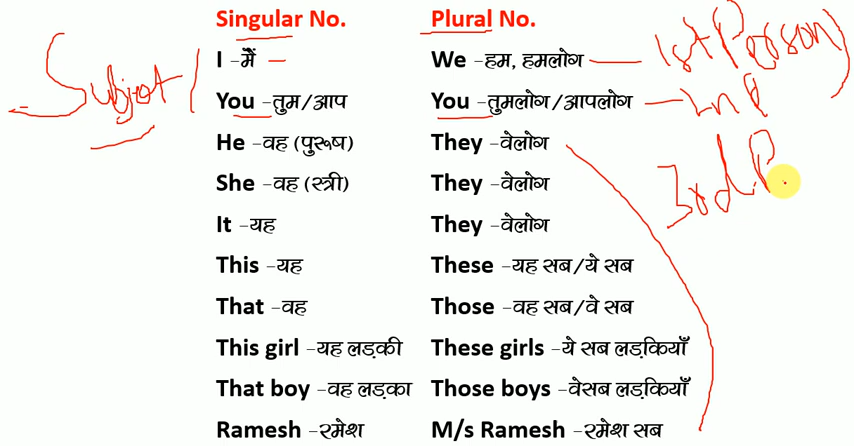 Singular No. Plural No.
I -मैं We -हम, हमलोग 1st Person)
Subject
You -तुम/आप You -तुमलोग/आपलोग 2nd P
He -वह (पुरूष) They -वेलोग
She -वह (स्त्री) They -वेलोग 3rd P.
It -यह They -वेलोग
This -यह These -यह सब/ये सब
That -वह Those -वह सब/वे सब
This girl -यह लड़की These girls -ये सब लड़कियाँ
That boy -वह लड़का Those boys -वेसब लड़कियाँ
Ramesh -रमेश M/s Ramesh -रमेश सब